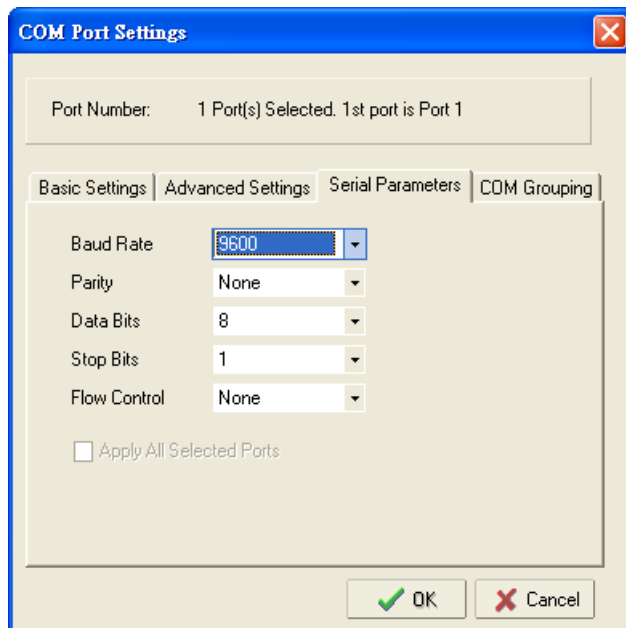 COM Port Settings
Port Number: 1 Port(s) Selected. 1st port is Port 1
Basic Settings Advanced Settings Serial Parameters COM Grouping
Baud Rate 9600
Parity None
Data Bits 8
Stop Bits 1
Flow Control None
Apply All Selected Ports
OK Cancel